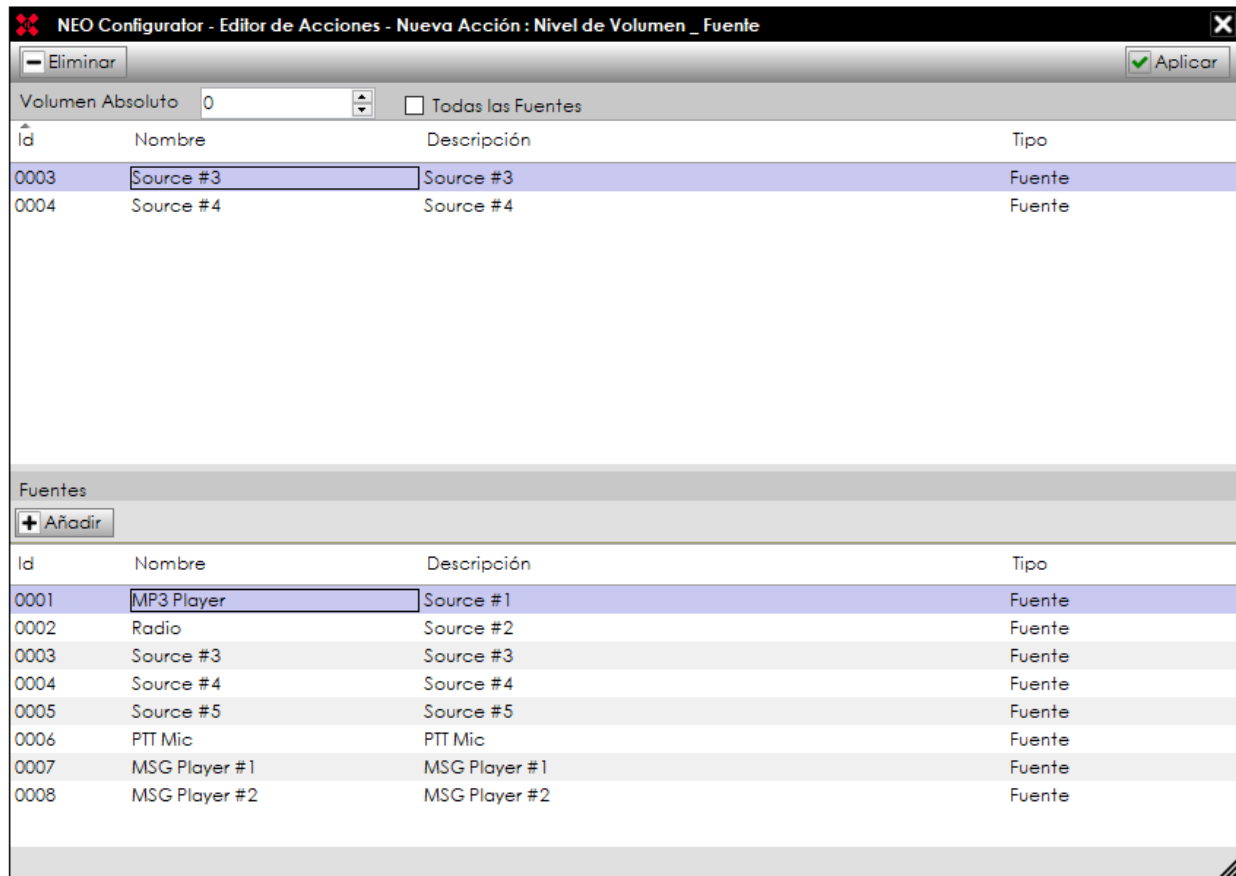 NEO Configurator - Editor de Acciones - Nueva Acción : Nivel de Volumen _ Fuente
Eliminar Aplicar
Volumen Absoluto 0 Todas las Fuentes
Id Nombre Descripción Tipo
0003 Source #3 Source #3 Fuente
0004 Source #4 Source #4 Fuente
Fuentes
Añadir
Id Nombre Descripción Tipo
0001 MP3 Player Source #1 Fuente
0002 Radio Source #2 Fuente
0003 Source #3 Source #3 Fuente
0004 Source #4 Source #4 Fuente
0005 Source #5 Source #5 Fuente
0006 PTT Mic PTT Mic Fuente
0007 MSG Player #1 MSG Player #1 Fuente
0008 MSG Player #2 MSG Player #2 Fuente